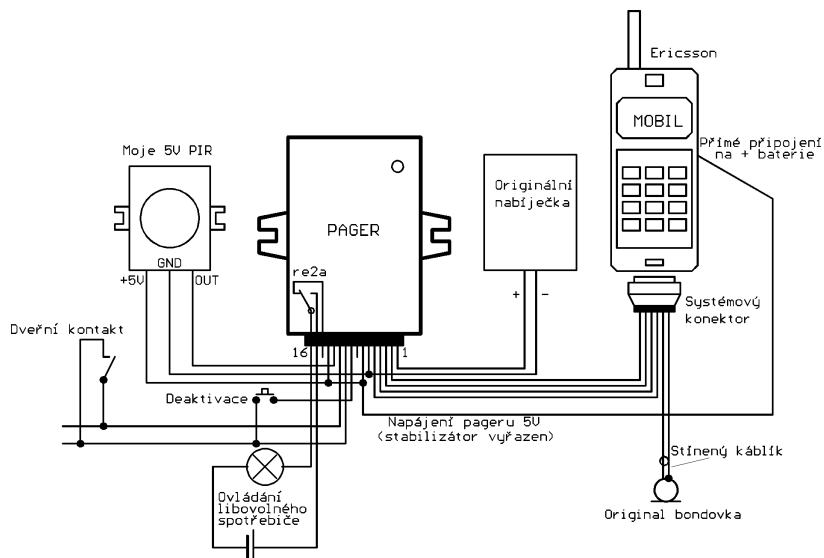 Ericsson
MOBIL
Přímé připojení
na + baterie
Moje 5V PIR
Originální
nabíječka
PAGER
GND
+5V
OUT
re2a
+
-
Systémový
konektor
Dveřní kontakt
16
1
Deaktivace
Napájení pageru 5V
(stabilizátor vyřazen)
Stínený káblík
Ovládání
libovolného
spotřebiče
Original bondovka